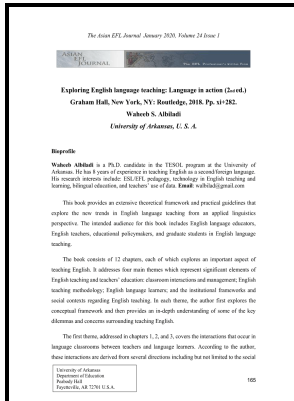 The Asian EFL Journal January 2020, Volume 24 Issue 1
ASIAN
EFL
JOURNAL
Exploring English language teaching: Language in action (2nd ed.)
Graham Hall, New York, NY: Routledge, 2018. Pp. xi+282.
Waheeb S. Albiladi
University of Arkansas, U. S. A.
Bioprofile
Waheeb S. Albiladi is a Ph.D. candidate in the TESOL program at the University of
Arkansas. He has 8 years of experience in teaching English as a second/foreign language.
His research interests include: ESL/EFL pedagogy, technology in English teaching and
learning, bilingual education, and teachers' use of data. Email: walbilad@gmail.com
This book provides an extensive theoretical framework and practical guidelines that
explore the new trends in English language teaching from an applied linguistics
perspective. The intended audience for this book includes English language educators,
English teachers, educational policymakers, and graduate students in English language
teaching.
The book consists of 12 chapters, each of which explores an important aspect of
teaching English. It addresses four main themes which represent significant elements of
English teaching and teachers' education: classroom interactions and management; English
teaching methodology; English language learners; and the institutional frameworks and
social contexts regarding English teaching. In each theme, the author first explores the
conceptual framework and then provides an in-depth understanding of some of the key
dilemmas and concerns surrounding teaching English.
The first theme, addressed in chapters 1, 2, and 3, covers the interactions that occur in
language classrooms between teachers and language learners. According to the author,
these interactions are derived from several directions including but not limited to the social
University of Arkansas
Department of Education
Peabody Hall
Fayetteville, AR 72701 U.S.A.
165